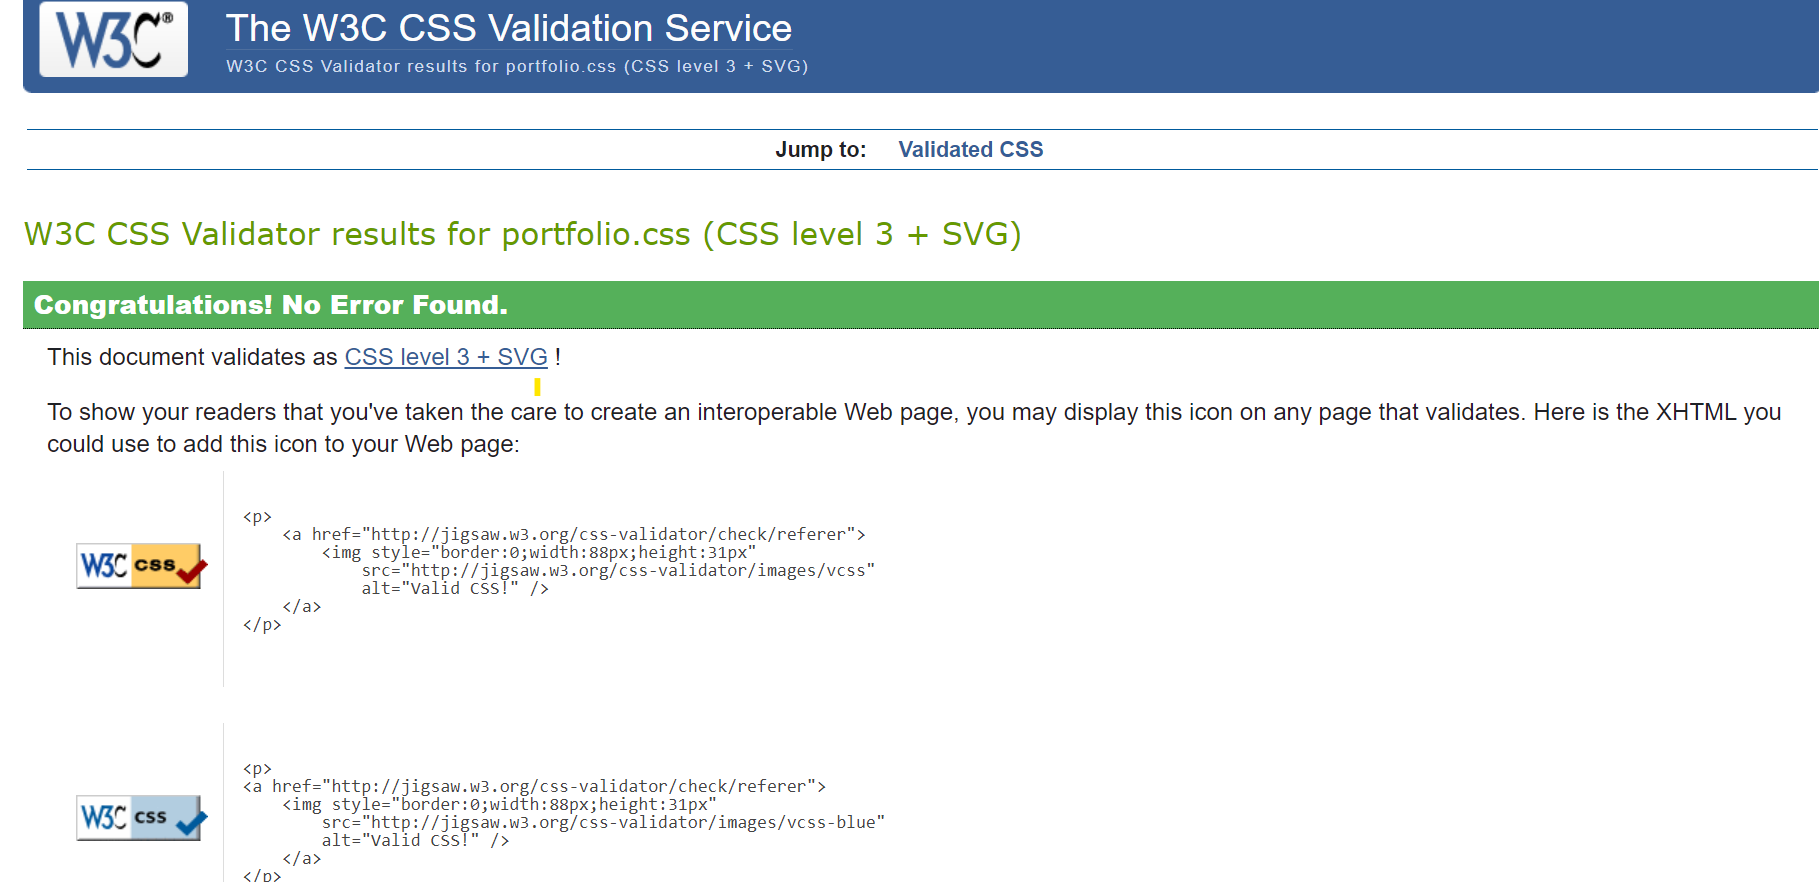 W3C®
The W3C CSS Validation Service
W3C CSS Validator results for portfolio.css (CSS level 3 + SVG)
Jump to: Validated CSS
W3C CSS Validator results for portfolio.css (CSS level 3 + SVG)
Congratulations! No Error Found.
This document validates as CSS level 3 + SVG !
To show your readers that you've taken the care to create an interoperable Web page, you may display this icon on any page that validates. Here is the XHTML you
could use to add this icon to your Web page:
W3C css
<p>
    <a href="http://jigsaw.w3.org/css-validator/check/referer">
        <img style="border:0;width:88px;height:31px"
            src="http://jigsaw.w3.org/css-validator/images/vcss"
            alt="Valid CSS!" />
    </a>
</p>
W3C css
<p>
<a href="http://jigsaw.w3.org/css-validator/check/referer">
    <img style="border:0;width:88px;height:31px"
        src="http://jigsaw.w3.org/css-validator/images/vcss-blue"
        alt="Valid CSS!" />
    </a>
</p>